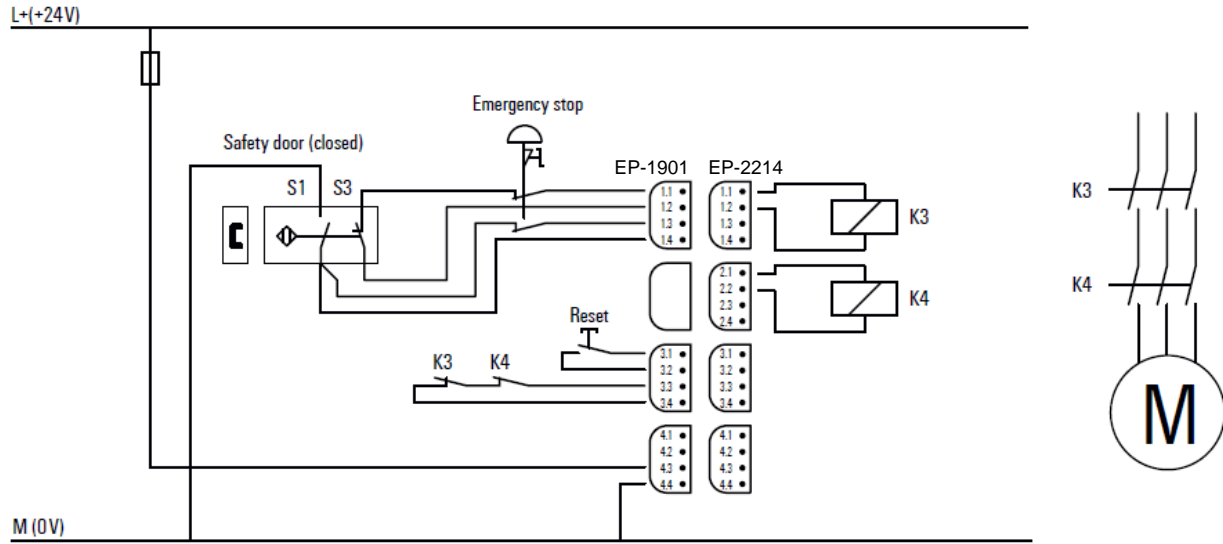 L+(+24V)
Emergency stop
Safety door (closed)
EP-1901 EP-2214
S1 S3
1.1 1.1
1.2 1.2
1.3 1.3
1.4 1.4
K3
K3
2.1
2.2
2.3
2.4
K4
K4
Reset
K3 K4
3.1 3.1
3.2 3.2
3.3 3.3
3.4 3.4
M
4.1 4.1
4.2 4.2
4.3 4.3
4.4 4.4
M (0V)